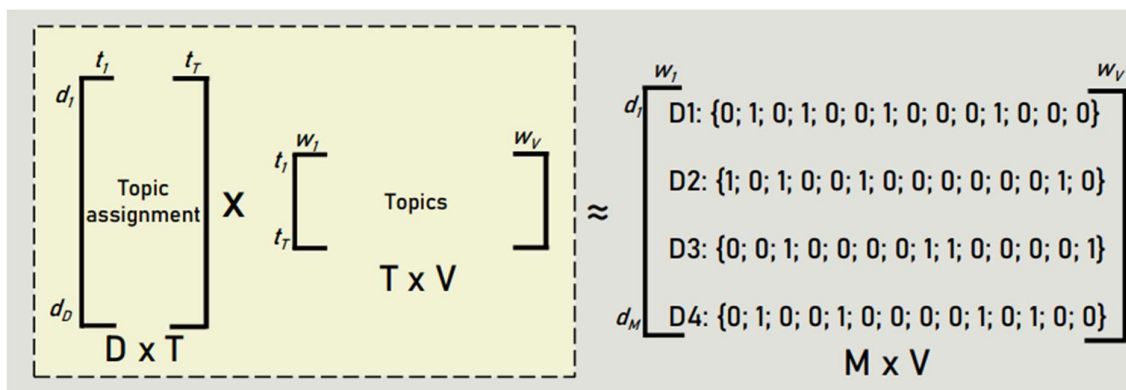 t1 tT
d1
Topic
assignment
dD
D x T
X
w1 wV
t1
Topics
tT
T x V
≈
w1 wV
d1
D1: {0; 1; 0; 1; 0; 0; 1; 0; 0; 0; 1; 0; 0; 0}
D2: {1; 0; 1; 0; 0; 1; 0; 0; 0; 0; 0; 0; 1; 0}
D3: {0; 0; 1; 0; 0; 0; 0; 1; 1; 0; 0; 0; 0; 1}
dM
D4: {0; 1; 0; 0; 1; 0; 0; 0; 0; 1; 0; 1; 0; 0}
M x V